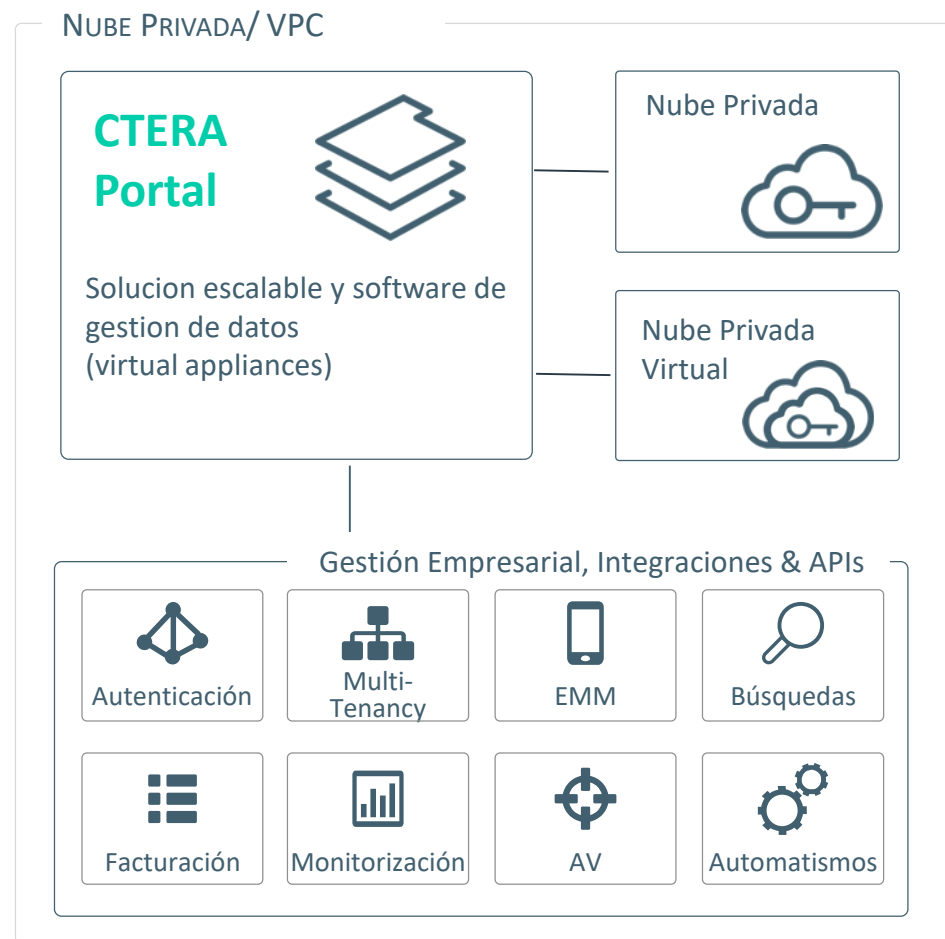 NUBE PRIVADA/ VPC
CTERA
Portal
Solucion escalable y software de
gestion de datos
(virtual appliances)
Nube Privada
Nube Privada
Virtual
Gestión Empresarial, Integraciones & APIs
Autenticación
Multi-
Tenancy
EMM
Búsquedas
Facturación
Monitorización
AV
Automatismos